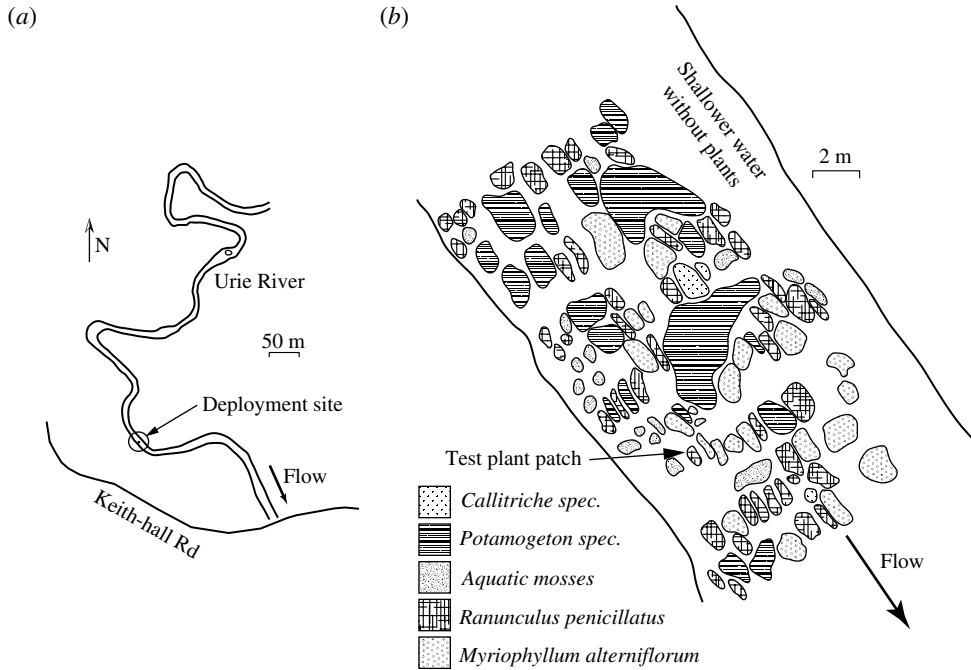 (a)
N
Urie River
50 m
Deployment site
Flow
Keith-hall Rd
(b)
Shallower water
without plants
2 m
Test plant patch
Callitriche spec.
Potamogeton spec.
Aquatic mosses
Ranunculus penicillatus
Myriophyllum alterniflorum
Flow